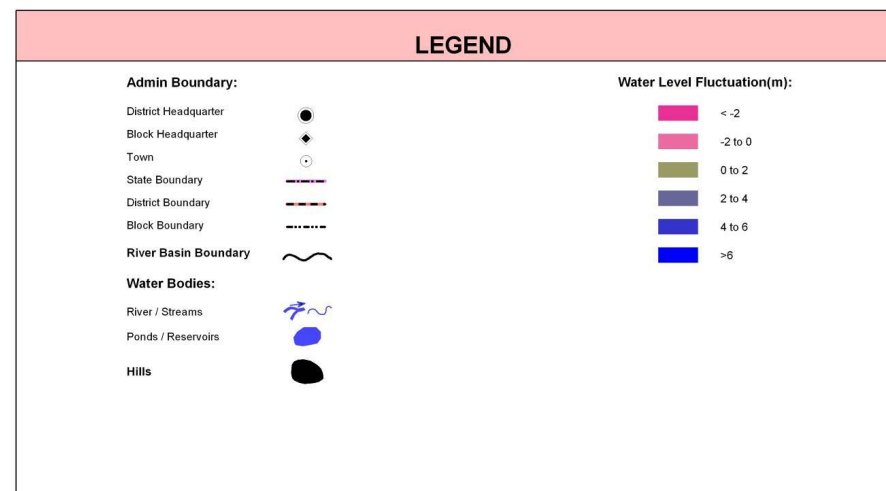 LEGEND
Admin Boundary:
District Headquarter
Block Headquarter
Town
State Boundary
District Boundary
Block Boundary
River Basin Boundary
Water Bodies:
River / Streams
Ponds / Reservoirs
Hills
Water Level Fluctuation(m):
< -2
-2 to 0
0 to 2
2 to 4
4 to 6
>6